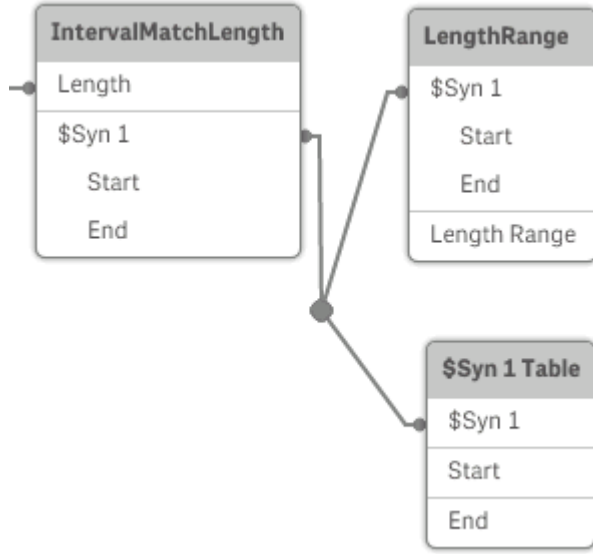 IntervalMatchLength
Length
$Syn 1
Start
End
LengthRange
$Syn 1
Start
End
Length Range
$Syn 1 Table
$Syn 1
Start
End